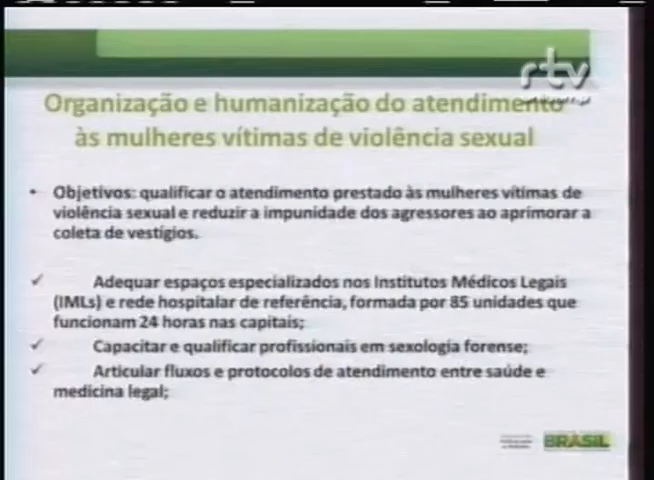 rtv
Organização e humanização do atendimento
às mulheres vítimas de violência sexual
• Objetivos: qualificar o atendimento prestado às mulheres vítimas de
violência sexual e reduzir a impunidade dos agressores ao aprimorar a
coleta de vestígios.
✓ Adequar espaços especializados nos Institutos Médicos Legais
(IMLs) e rede hospitalar de referência, formada por 85 unidades que
funcionam 24 horas nas capitais;
✓ Capacitar e qualificar profissionais em sexologia forense;
✓ Articular fluxos e protocolos de atendimento entre saúde e
medicina legal;
BRASIL